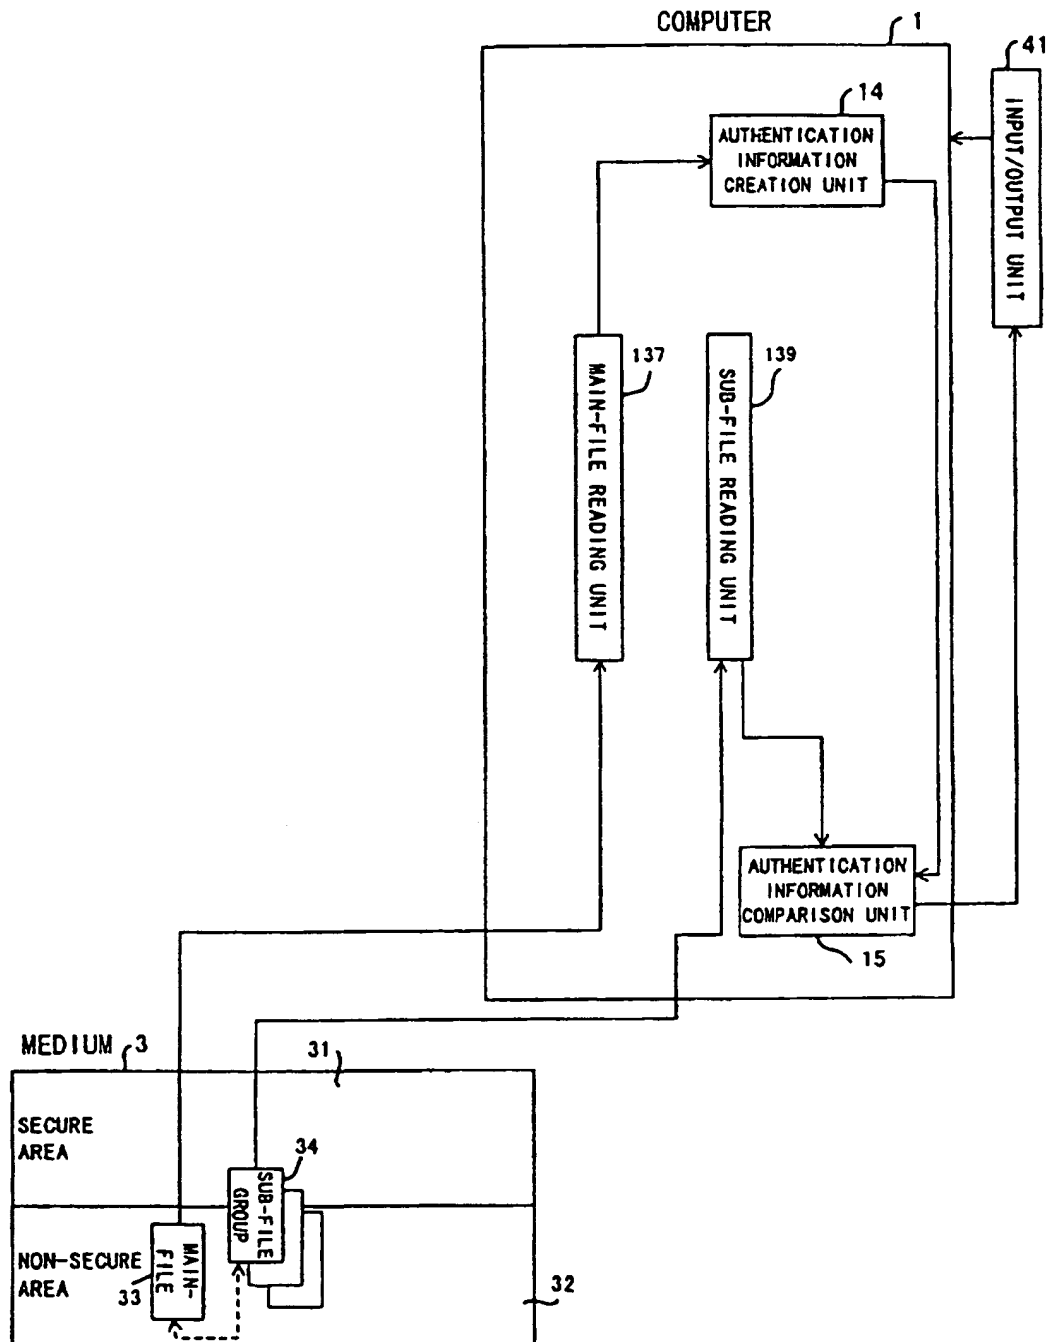 COMPUTER
1
41
14
AUTHENTICATION
INFORMATION
CREATION UNIT
INPUT/OUTPUT UNIT
137
MAIN-FILE READING UNIT
139
SUB-FILE READING UNIT
AUTHENTICATION
INFORMATION
COMPARISON UNIT
15
MEDIUM
3
31
SECURE
AREA
34
SUB-FILE
GROUP
NON-SECURE
AREA
33
MAIN-
FILE
32